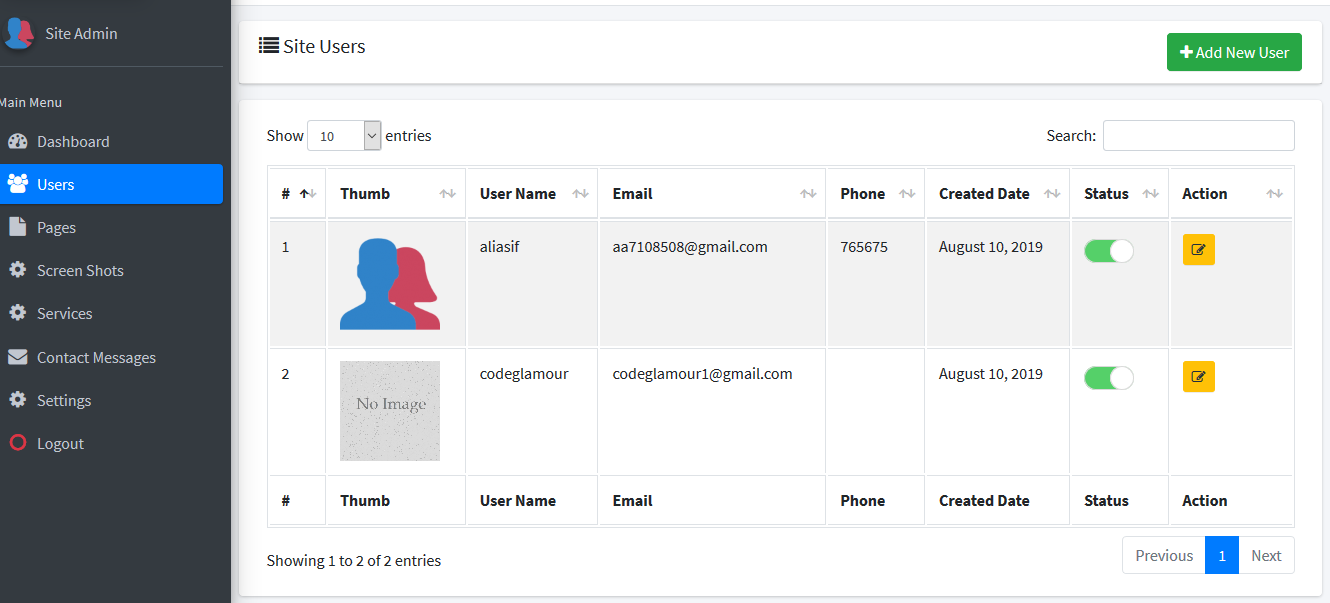 Site Admin
Main Menu
Dashboard
Users
Pages
Screen Shots
Services
Contact Messages
Settings
Logout
Site Users
Add New User
Show 10 entries
Search:
# Thumb User Name Email Phone Created Date Status Action
1 aliasif aa7108508@gmail.com 765675 August 10, 2019
2 No Image codeglamour codeglamour1@gmail.com August 10, 2019
# Thumb User Name Email Phone Created Date Status Action
Showing 1 to 2 of 2 entries
Previous 1 Next